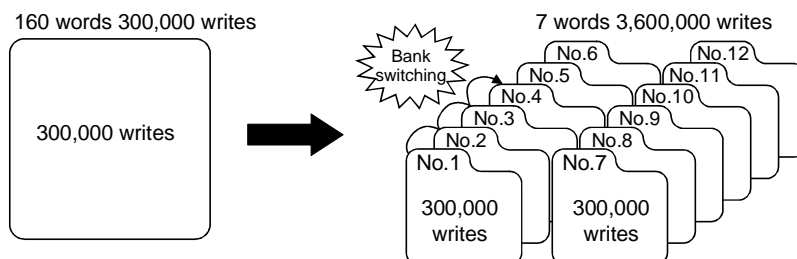 160 words 300,000 writes
300,000 writes
7 words 3,600,000 writes
Bank
switching
No.6
No.5
No.4
No.3
No.2
No.1
300,000
writes
No.12
No.11
No.10
No.9
No.8
No.7
300,000
writes